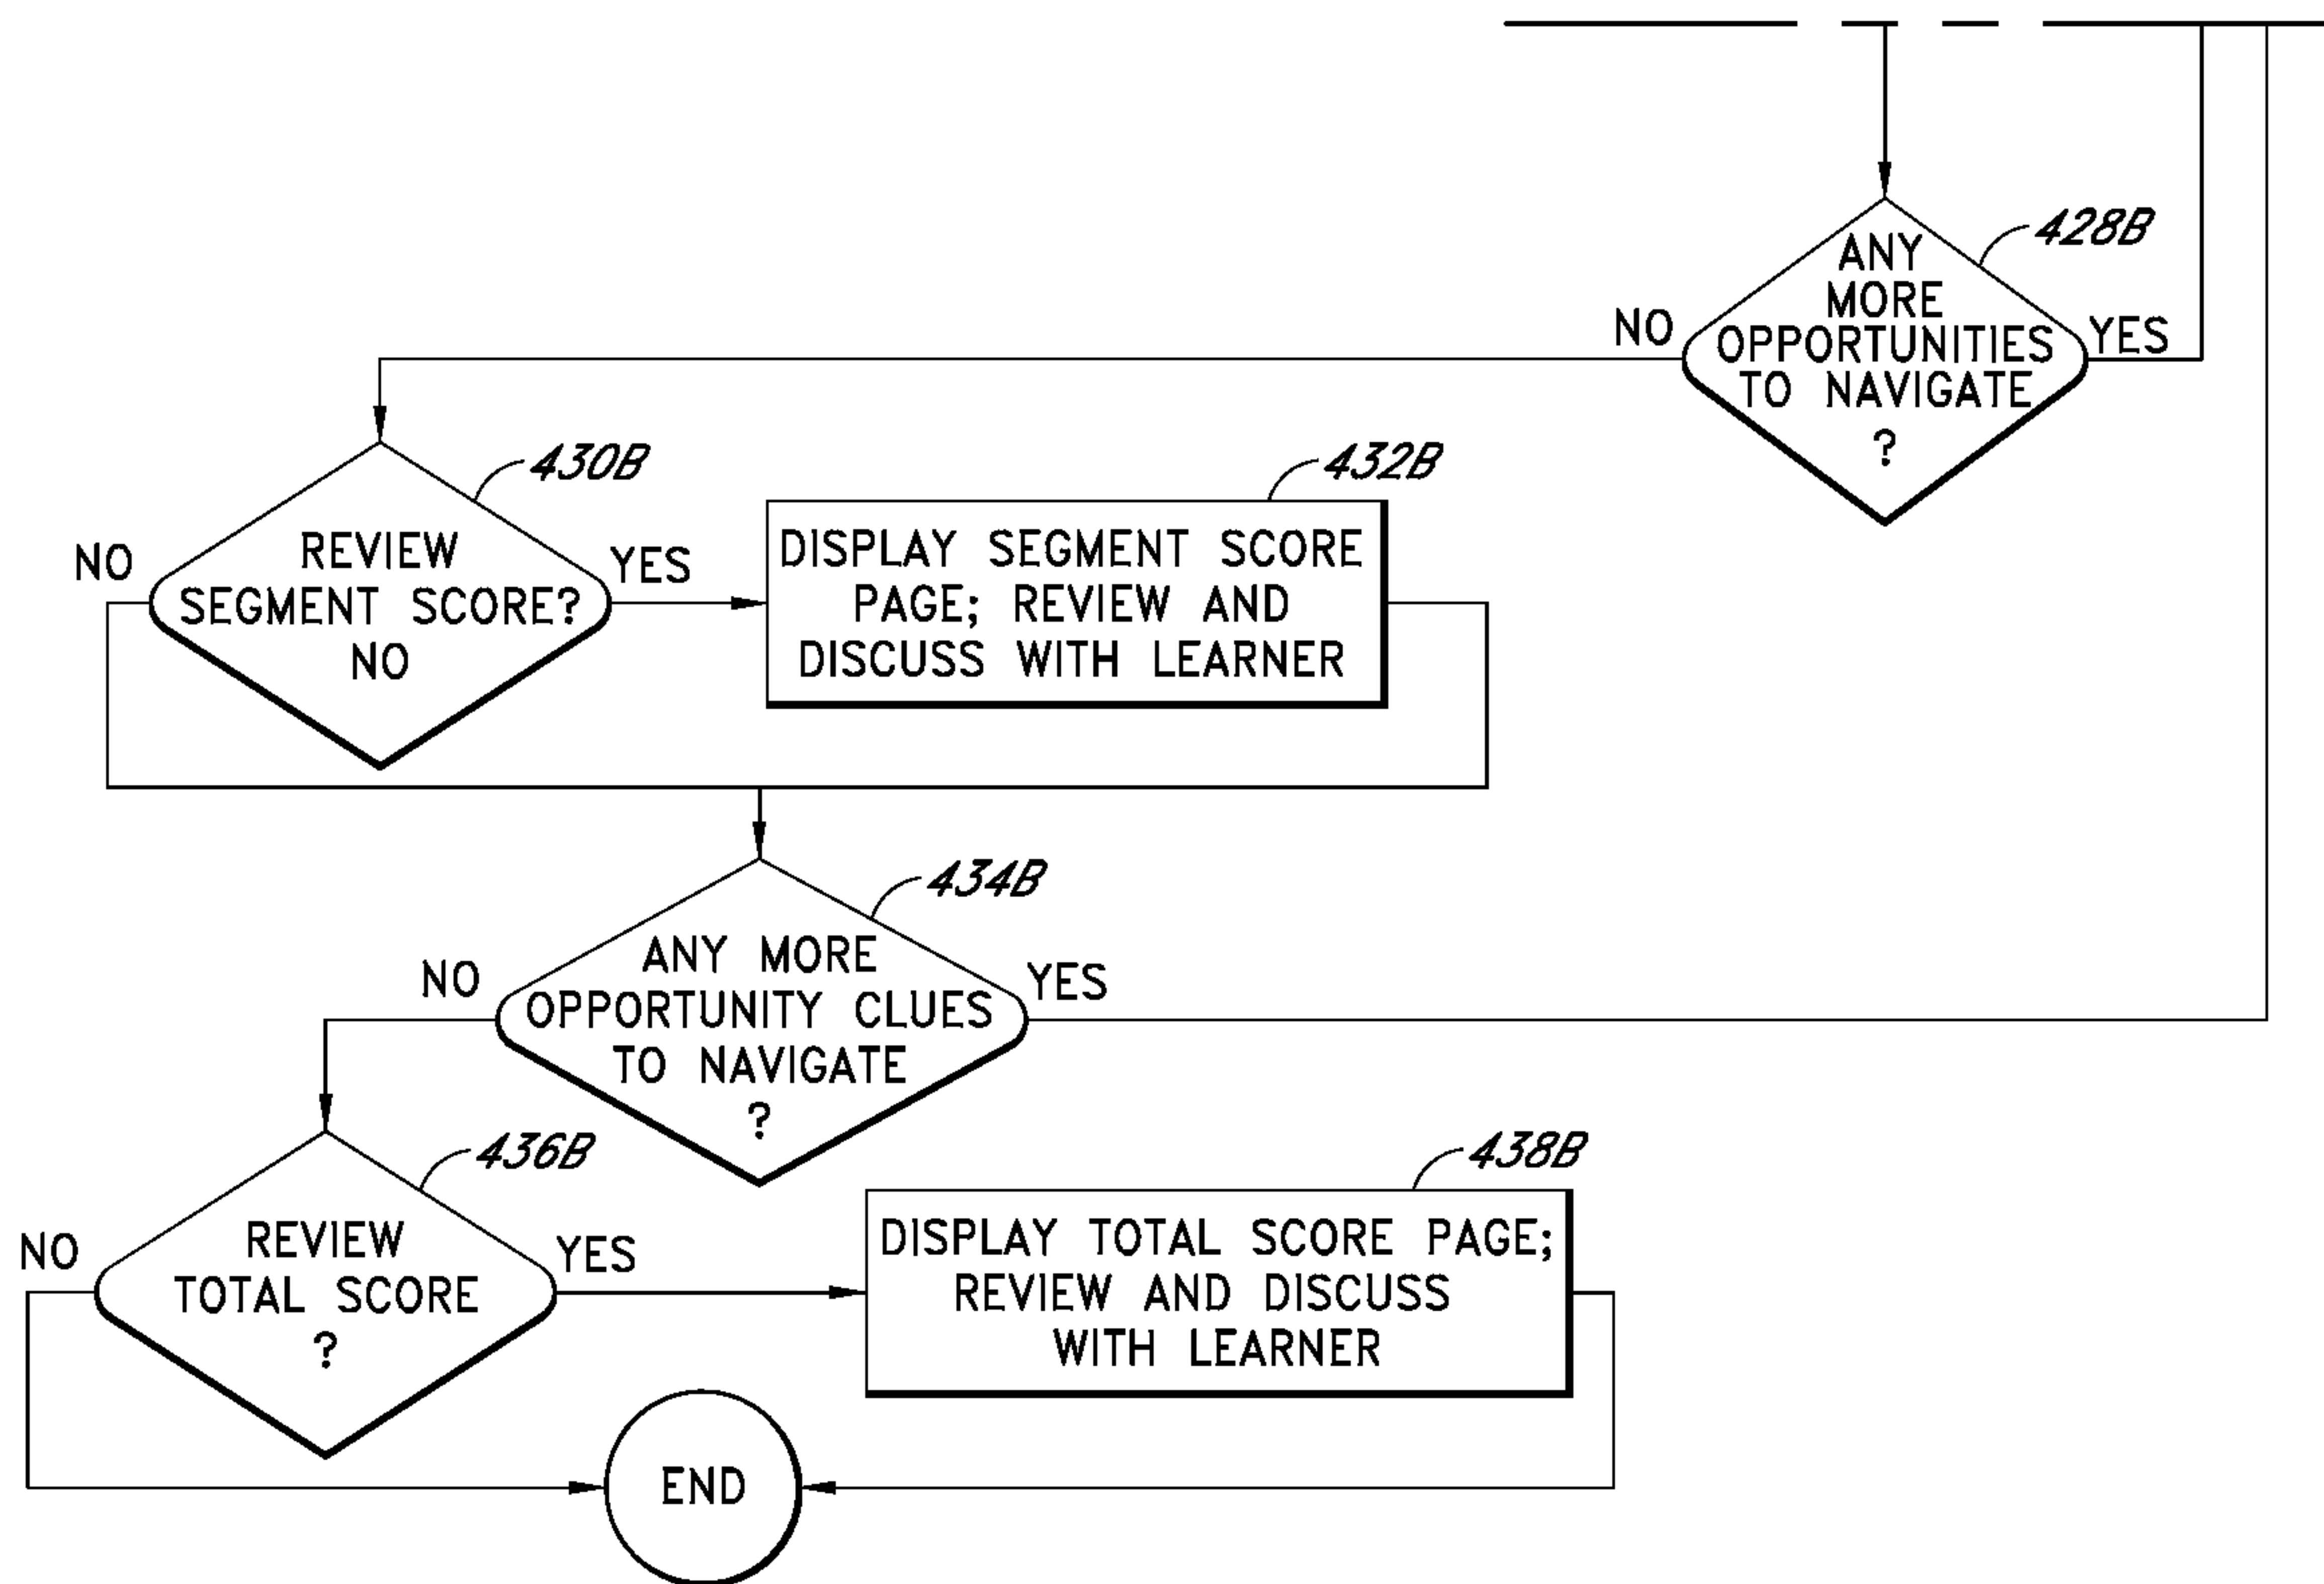 428B
ANY
MORE
OPPORTUNITIES
TO NAVIGATE
?
NO
YES
430B
REVIEW
SEGMENT SCORE?
NO
NO
YES
432B
DISPLAY SEGMENT SCORE
PAGE; REVIEW AND
DISCUSS WITH LEARNER
434B
ANY MORE
OPPORTUNITY CLUES
TO NAVIGATE
?
NO
YES
436B
REVIEW
TOTAL SCORE
?
NO
YES
438B
DISPLAY TOTAL SCORE PAGE;
REVIEW AND DISCUSS
WITH LEARNER
END